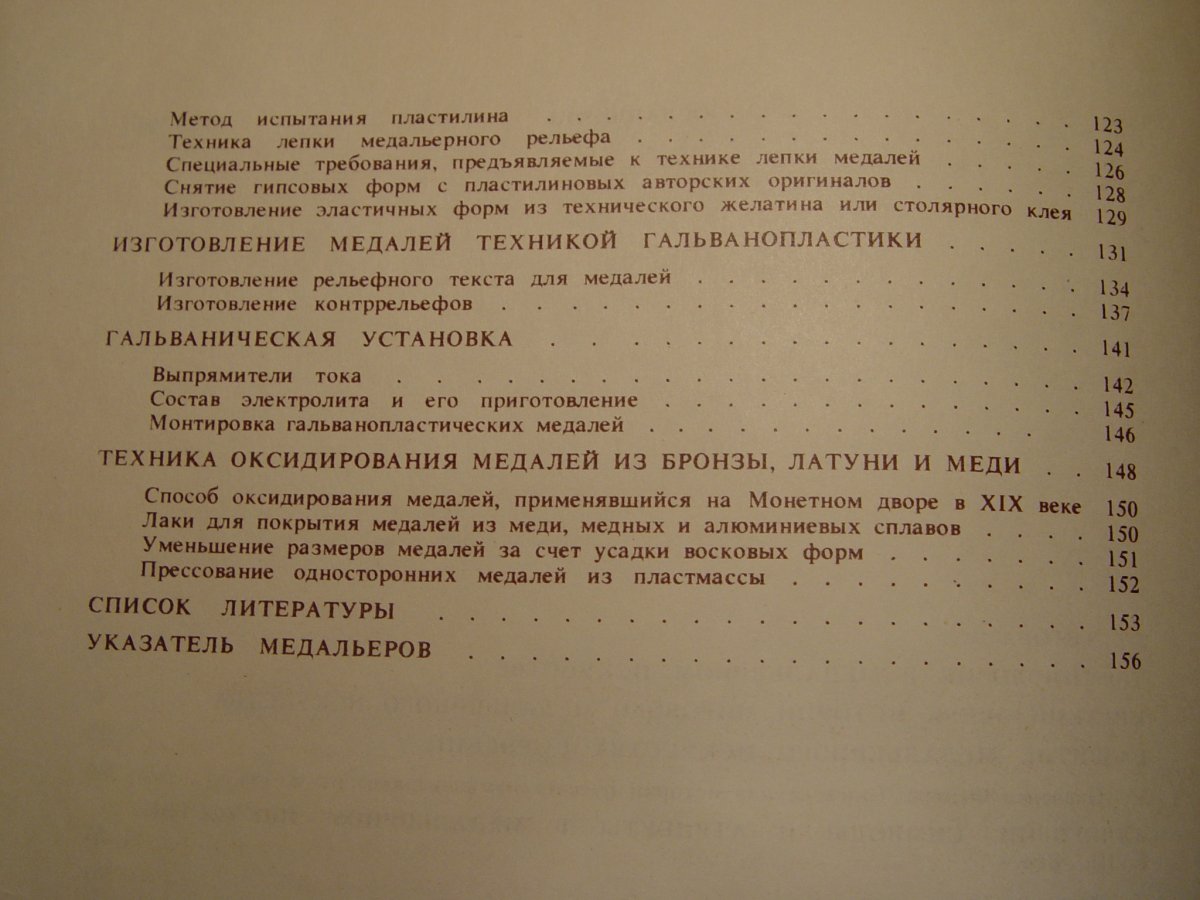 Метод испытания пластилина . . . . . . . . . . . . . . . . . 123
Техника лепки медальерного рельефа . . . . . . . . . . . . . . 124
Специальные требования, предъявляемые к технике лепки медалей . . . . . 126
Снятие гипсовых форм с пластилиновых авторских оригиналов . . . . . . 128
Изготовление эластичных форм из технического желатина или столярного клея 129
ИЗГОТОВЛЕНИЕ МЕДАЛЕЙ ТЕХНИКОЙ ГАЛЬВАНОПЛАСТИКИ . . . . . 131
Изготовление рельефного текста для медалей . . . . . . . . . . . . . 134
Изготовление контррельефов . . . . . . . . . . . . . . . . . . . 137
ГАЛЬВАНИЧЕСКАЯ УСТАНОВКА . . . . . . . . . . . . . . . . . 141
Выпрямители тока . . . . . . . . . . . . . . . . . . . . . . . 142
Состав электролита и его приготовление . . . . . . . . . . . . . . 145
Монтировка гальванопластических медалей . . . . . . . . . . . . . 146
ТЕХНИКА ОКСИДИРОВАНИЯ МЕДАЛЕЙ ИЗ БРОНЗЫ, ЛАТУНИ И МЕДИ . . 148
Способ оксидирования медалей, применявшийся на Монетном дворе в XIX веке 150
Лаки для покрытия медалей из меди, медных и алюминиевых сплавов . . . . 150
Уменьшение размеров медалей за счет усадки восковых форм . . . . . . . 151
Прессование односторонних медалей из пластмассы . . . . . . . . . . 152
СПИСОК ЛИТЕРАТУРЫ . . . . . . . . . . . . . . . . . . . . . 153
УКАЗАТЕЛЬ МЕДАЛЬЕРОВ . . . . . . . . . . . . . . . . . . . . 156